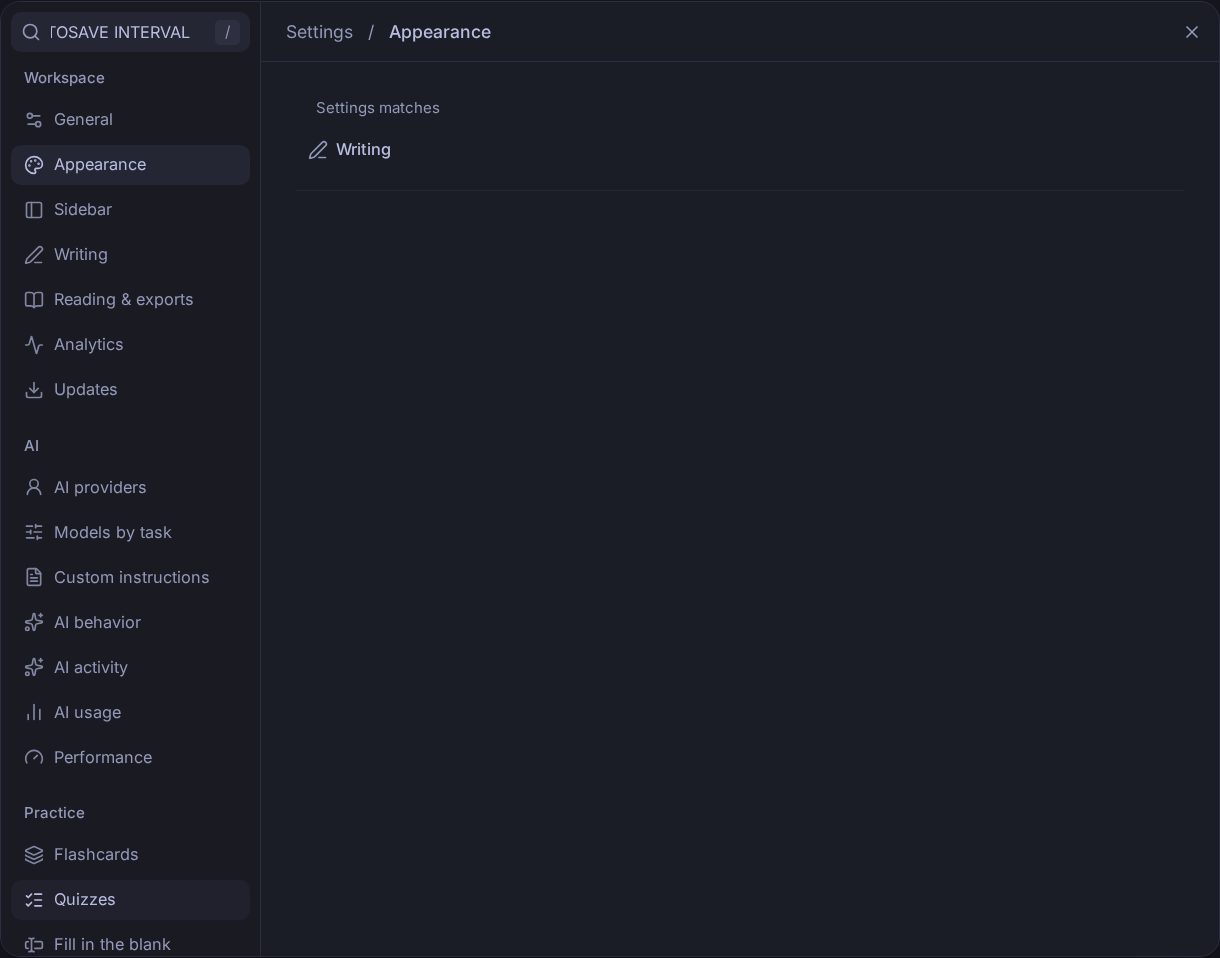 TOSAVE INTERVAL /
Settings / Appearance
Workspace
General
Appearance
Sidebar
Writing
Reading & exports
Analytics
Updates
AI
AI providers
Models by task
Custom instructions
AI behavior
AI activity
AI usage
Performance
Practice
Flashcards
Quizzes
Fill in the blank
Settings matches
Writing